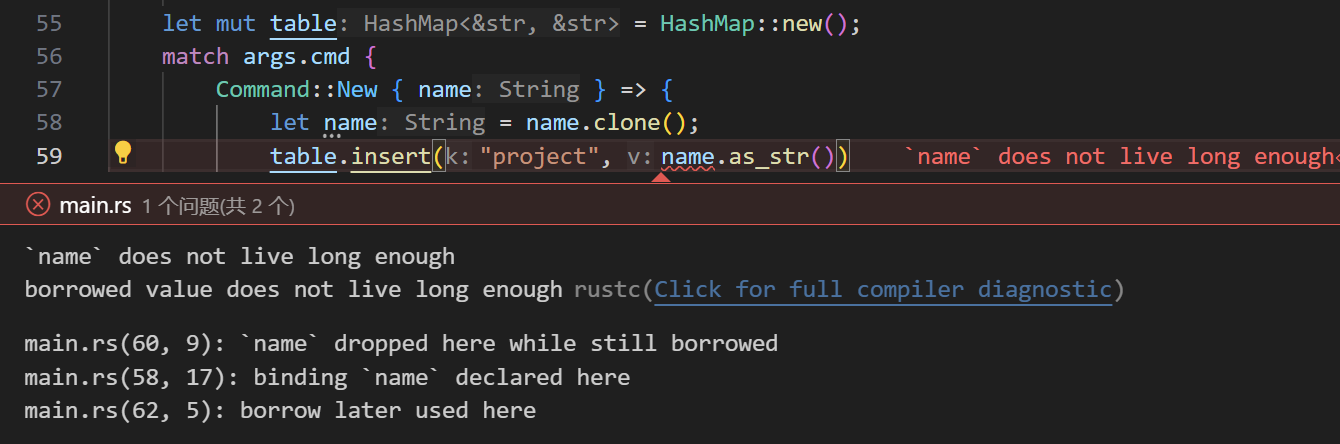 55 let mut table: HashMap<&str, &str> = HashMap::new();
56 match args.cmd {
57 Command::New { name: String } => {
58 let name: String = name.clone();
59 table.insert(k: "project", v: name.as_str()) `name` does not live long enough
main.rs 1 个问题(共 2 个)
`name` does not live long enough
borrowed value does not live long enough rustc(Click for full compiler diagnostic)
main.rs(60, 9): `name` dropped here while still borrowed
main.rs(58, 17): binding `name` declared here
main.rs(62, 5): borrow later used here